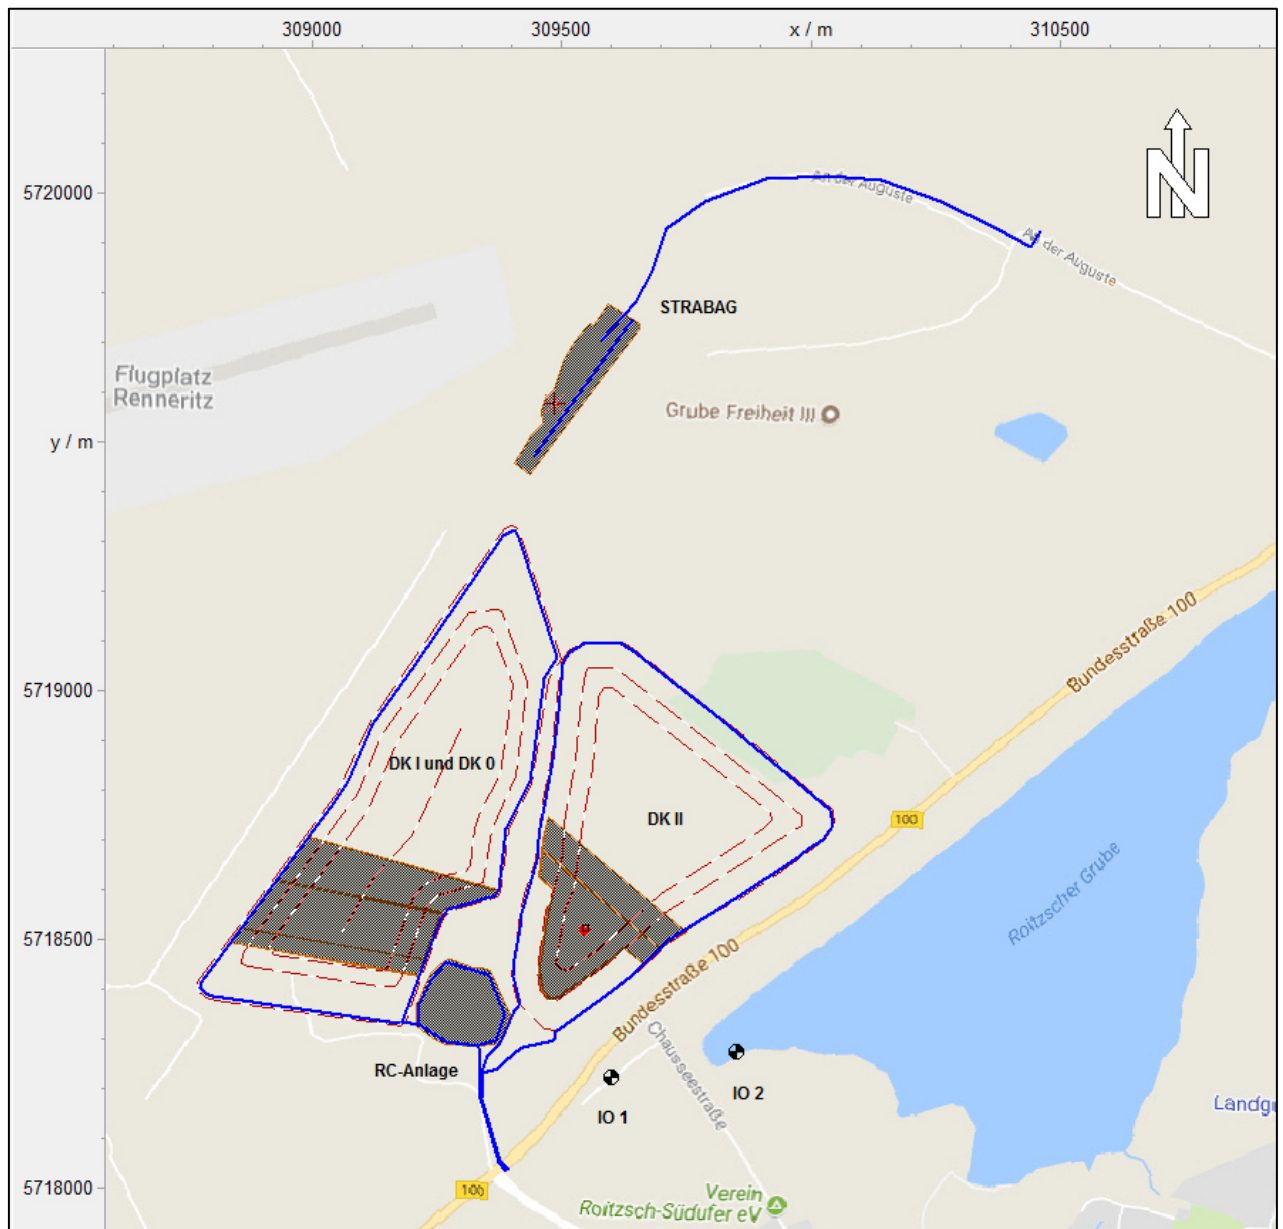 309000
309500
x / m
310500
5720000
An der Auguste
An der Auguste
STRABAG
Flugplatz
Renneritz
Grube Freiheit III
y / m
Bundesstraße 100
5719000
DK I und DK 0
DK II
100
Roitzscher Grube
5718500
Bundesstraße 100
Chausseestraße
RC-Anlage
IO 2
IO 1
Landg
5718000
100
Verein
Roitzsch-Südufer eV
N